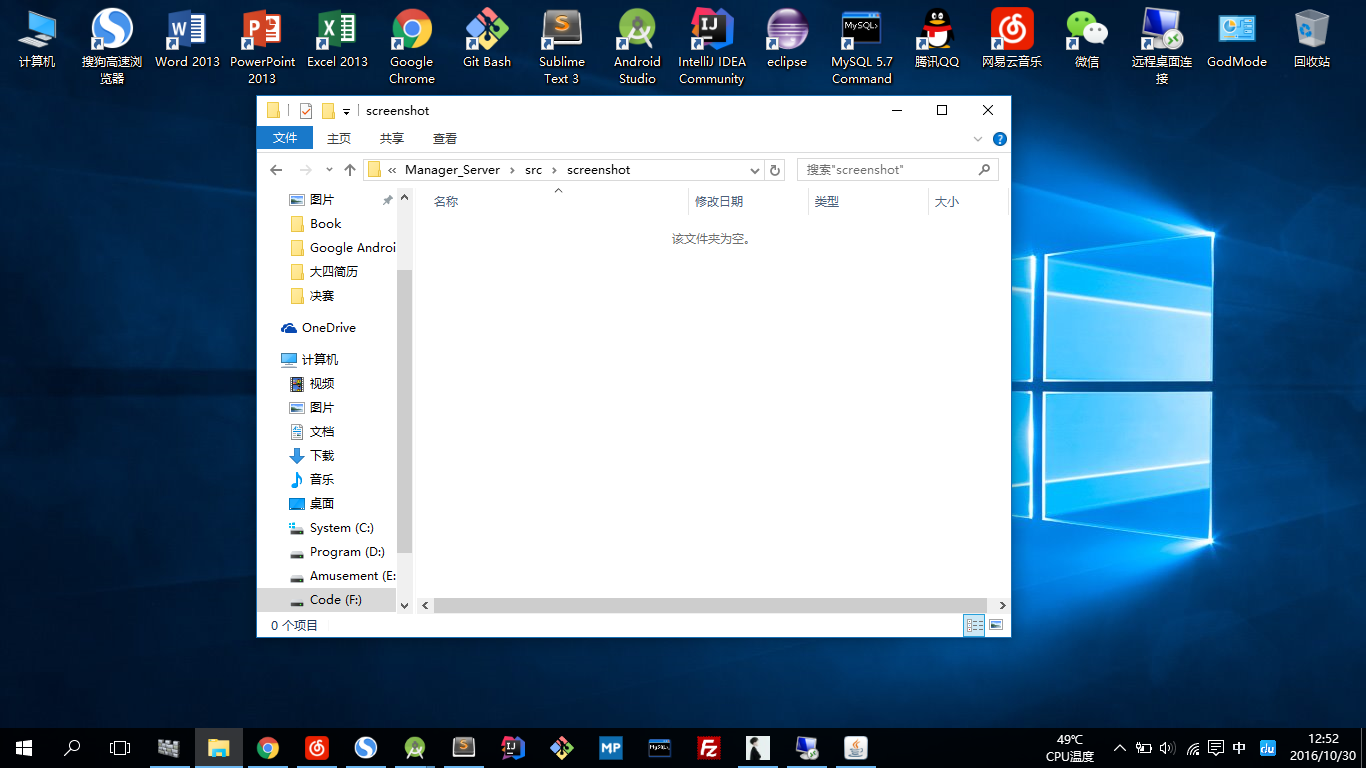 计算机
搜狗高速浏
览器
Word 2013
PowerPoint
2013
Excel 2013
Google
Chrome
Git Bash
Sublime
Text 3
Android
Studio
IntelliJ IDEA
Community
eclipse
MySQL 5.7
Command
腾讯QQ
网易云音乐
微信
远程桌面连
接
GodMode
回收站
screenshot
文件 主页 共享 查看
« Manager_Server › src › screenshot
搜索"screenshot"
名称 修改日期 类型 大小
该文件夹为空。
图片
Book
Google Androi
大四简历
决赛
OneDrive
计算机
视频
图片
文档
下载
音乐
桌面
System (C:)
Program (D:)
Amusement (E:
Code (F:)
0 个项目
MP
MySQL>
49℃
CPU温度
中
du
12:52
2016/10/30